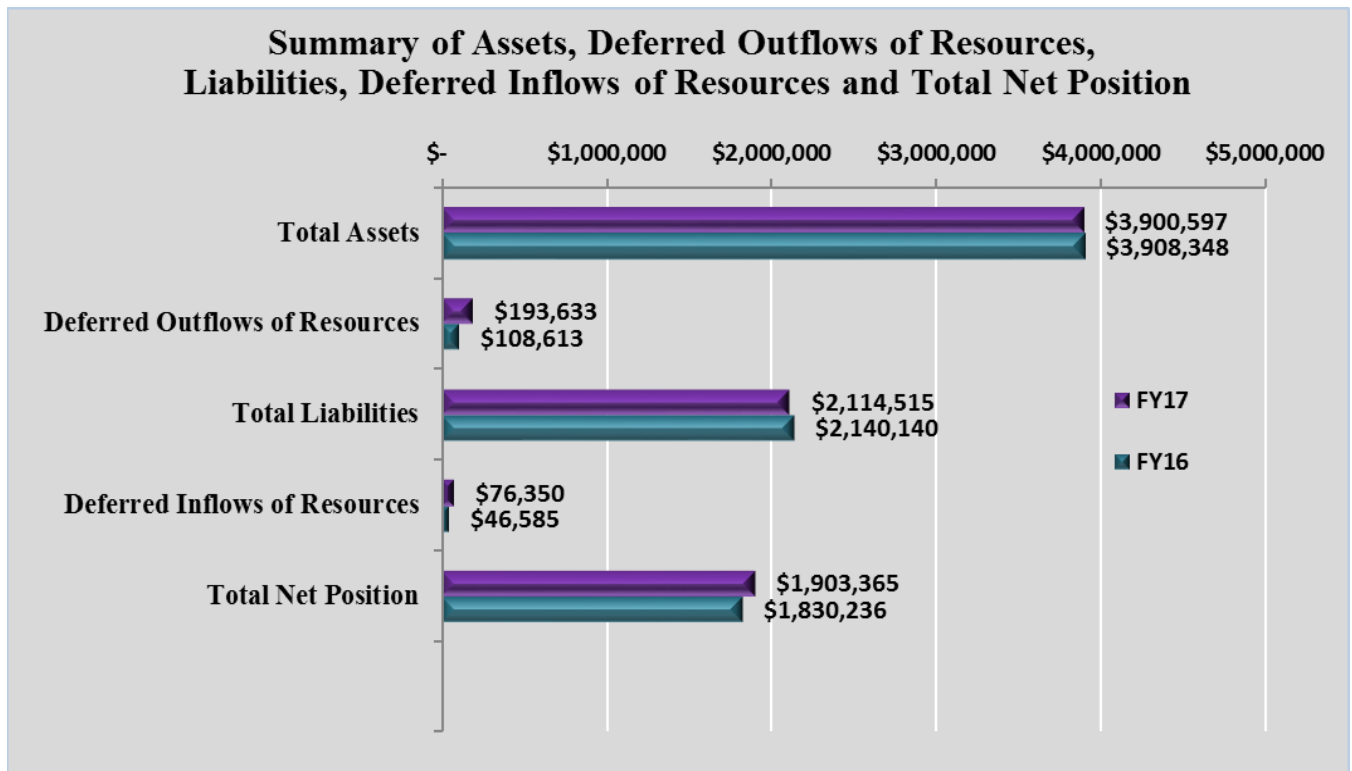 Summary of Assets, Deferred Outflows of Resources,
Liabilities, Deferred Inflows of Resources and Total Net Position
$- $1,000,000 $2,000,000 $3,000,000 $4,000,000 $5,000,000
Total Assets
$3,900,597
$3,908,348
Deferred Outflows of Resources
$193,633
$108,613
Total Liabilities
$2,114,515
$2,140,140
FY17
FY16
Deferred Inflows of Resources
$76,350
$46,585
Total Net Position
$1,903,365
$1,830,236